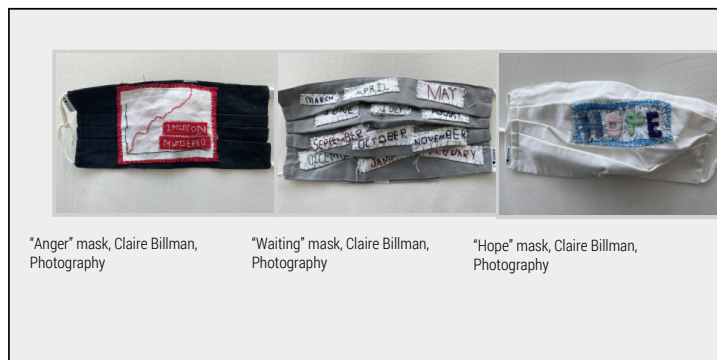 1 MILLION
MURDERED
MARCH
APRIL
MAY
JUNE
JULY
AUGUST
SEPTEMBER
OCTOBER
NOVEMBER
DECEMBER
HOPE
"Anger" mask, Claire Billman,
Photography
"Waiting" mask, Claire Billman,
Photography
"Hope" mask, Claire Billman,
Photography